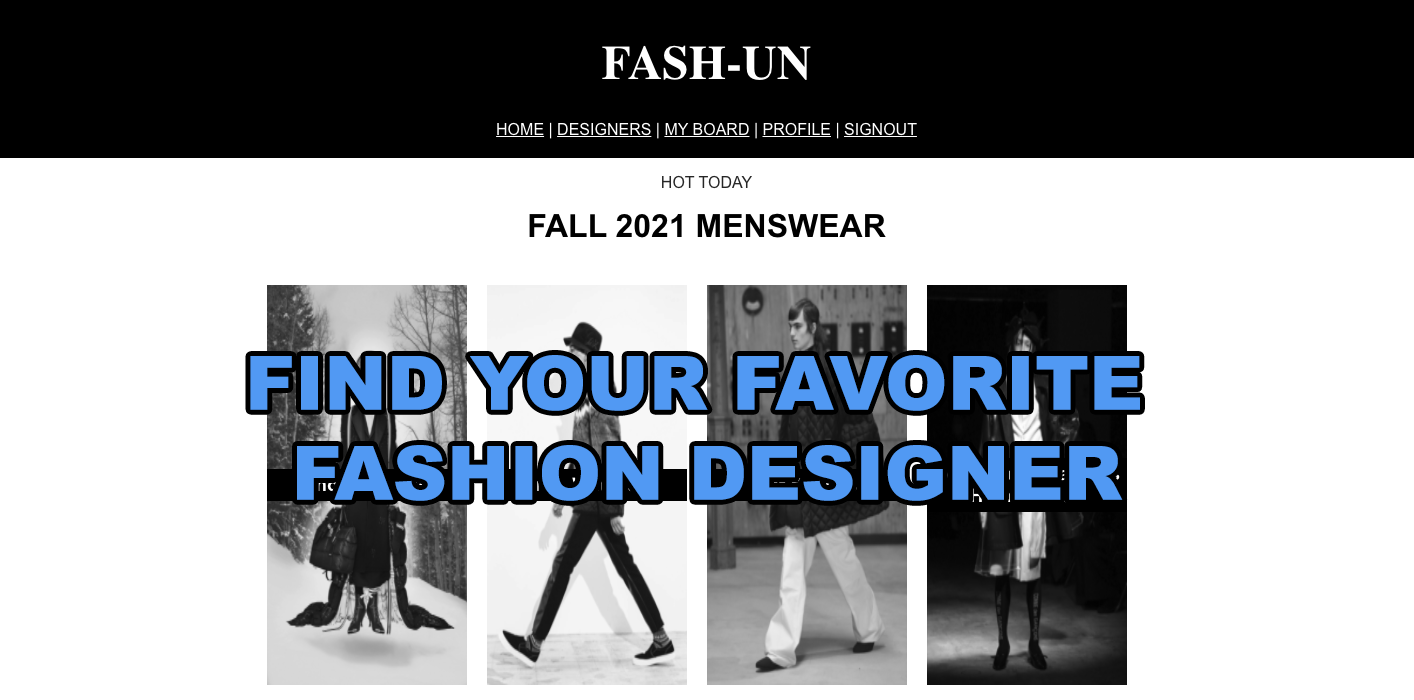 FASH-UN
HOME | DESIGNERS | MY BOARD | PROFILE | SIGNOUT
HOT TODAY
FALL 2021 MENSWEAR
FIND YOUR FAVORITE
FASHION DESIGNER